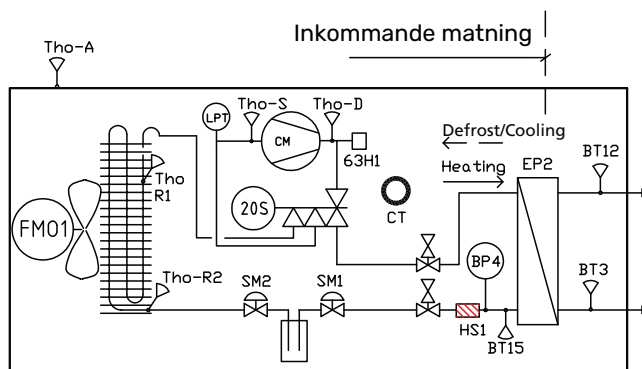 Inkommande matning
Tho-A
Tho-S
Tho-D
LPT
CM
63H1
Defrost/Cooling
Heating
EP2
BT12
Tho
R1
20S
CT
FM01
BP4
Tho-R2
SM2
SM1
BT3
HS1
BT15